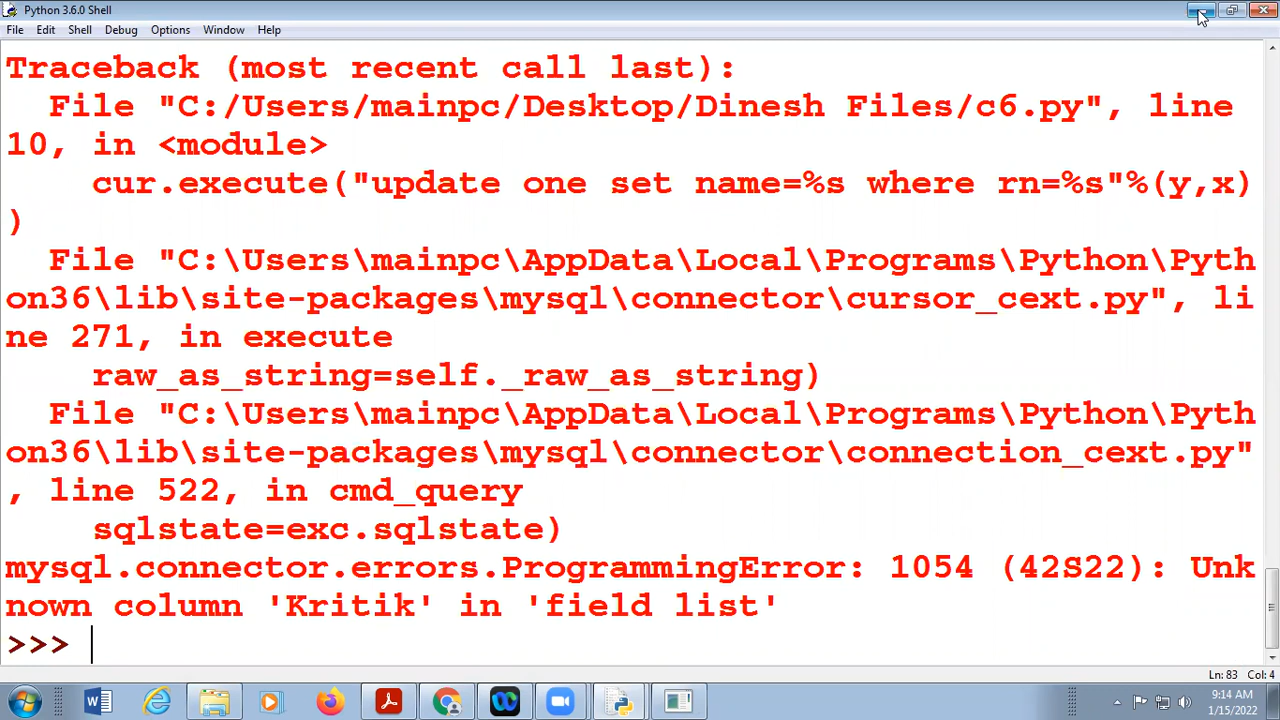 Python 3.6.0 Shell
File Edit Shell Debug Options Window Help
Traceback (most recent call last):
  File "C:/Users/mainpc/Desktop/Dinesh Files/c6.py", line
10, in <module>
    cur.execute("update one set name=%s where rn=%s"%(y,x)
)
  File "C:\Users\mainpc\AppData\Local\Programs\Python\Pyth
on36\lib\site-packages\mysql\connector\cursor_cext.py", li
ne 271, in execute
    raw_as_string=self._raw_as_string)
  File "C:\Users\mainpc\AppData\Local\Programs\Python\Pyth
on36\lib\site-packages\mysql\connector\connection_cext.py"
, line 522, in cmd_query
    sqlstate=exc.sqlstate)
mysql.connector.errors.ProgrammingError: 1054 (42S22): Unk
nown column 'Kritik' in 'field list'
>>>
Ln: 83 Col: 4
9:14 AM
1/15/2022